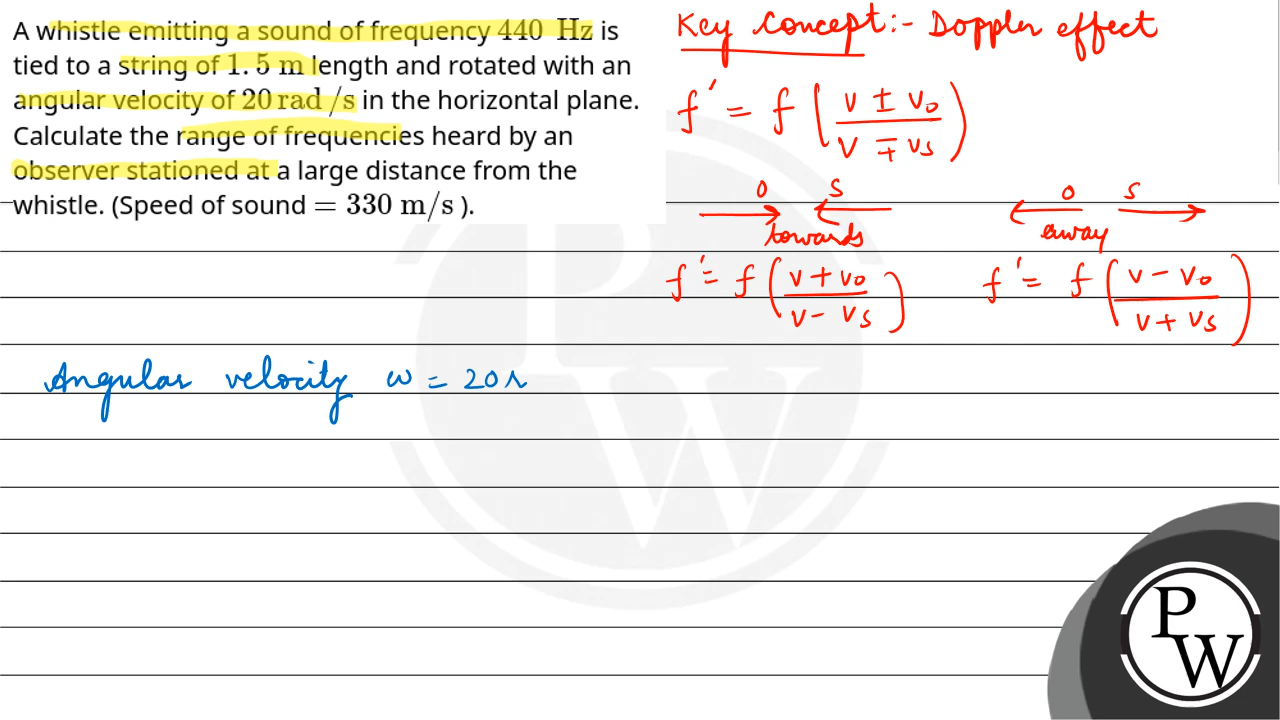 A whistle emitting a sound of frequency 440 Hz is
tied to a string of 1.5 m length and rotated with an
angular velocity of 20 rad/s in the horizontal plane.
Calculate the range of frequencies heard by an
observer stationed at a large distance from the
whistle. (Speed of sound = 330 m/s ).
Key Concept:- Doppler effect
f' = f ( v ± v₀ / v ∓ vs )
O S
towards
f' = f ( v + v₀ / v - vs )
O S
away
f' = f ( v - v₀ / v + vs )
Angular velocity ω = 20 r
PW
PW